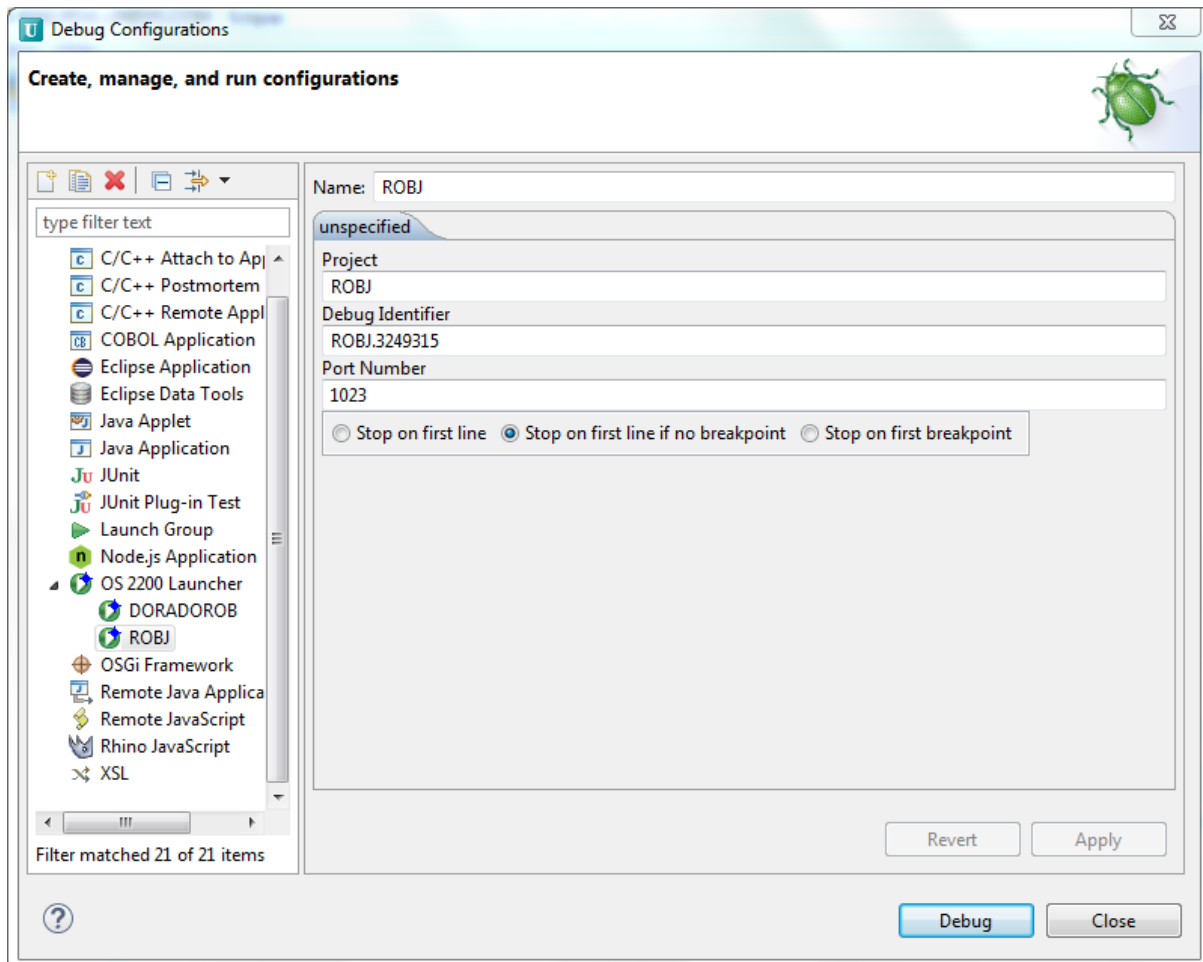 U Debug Configurations
Create, manage, and run configurations
type filter text
C/C++ Attach to Ap
C/C++ Postmortem
C/C++ Remote Appl
COBOL Application
Eclipse Application
Eclipse Data Tools
Java Applet
Java Application
JUnit
JUnit Plug-in Test
Launch Group
Node.js Application
OS 2200 Launcher
DORADOROB
ROBJ
OSGi Framework
Remote Java Applica
Remote JavaScript
Rhino JavaScript
XSL
Filter matched 21 of 21 items
Name: ROBJ
unspecified
Project
ROBJ
Debug Identifier
ROBJ.3249315
Port Number
1023
Stop on first line Stop on first line if no breakpoint Stop on first breakpoint
Revert Apply
Debug Close